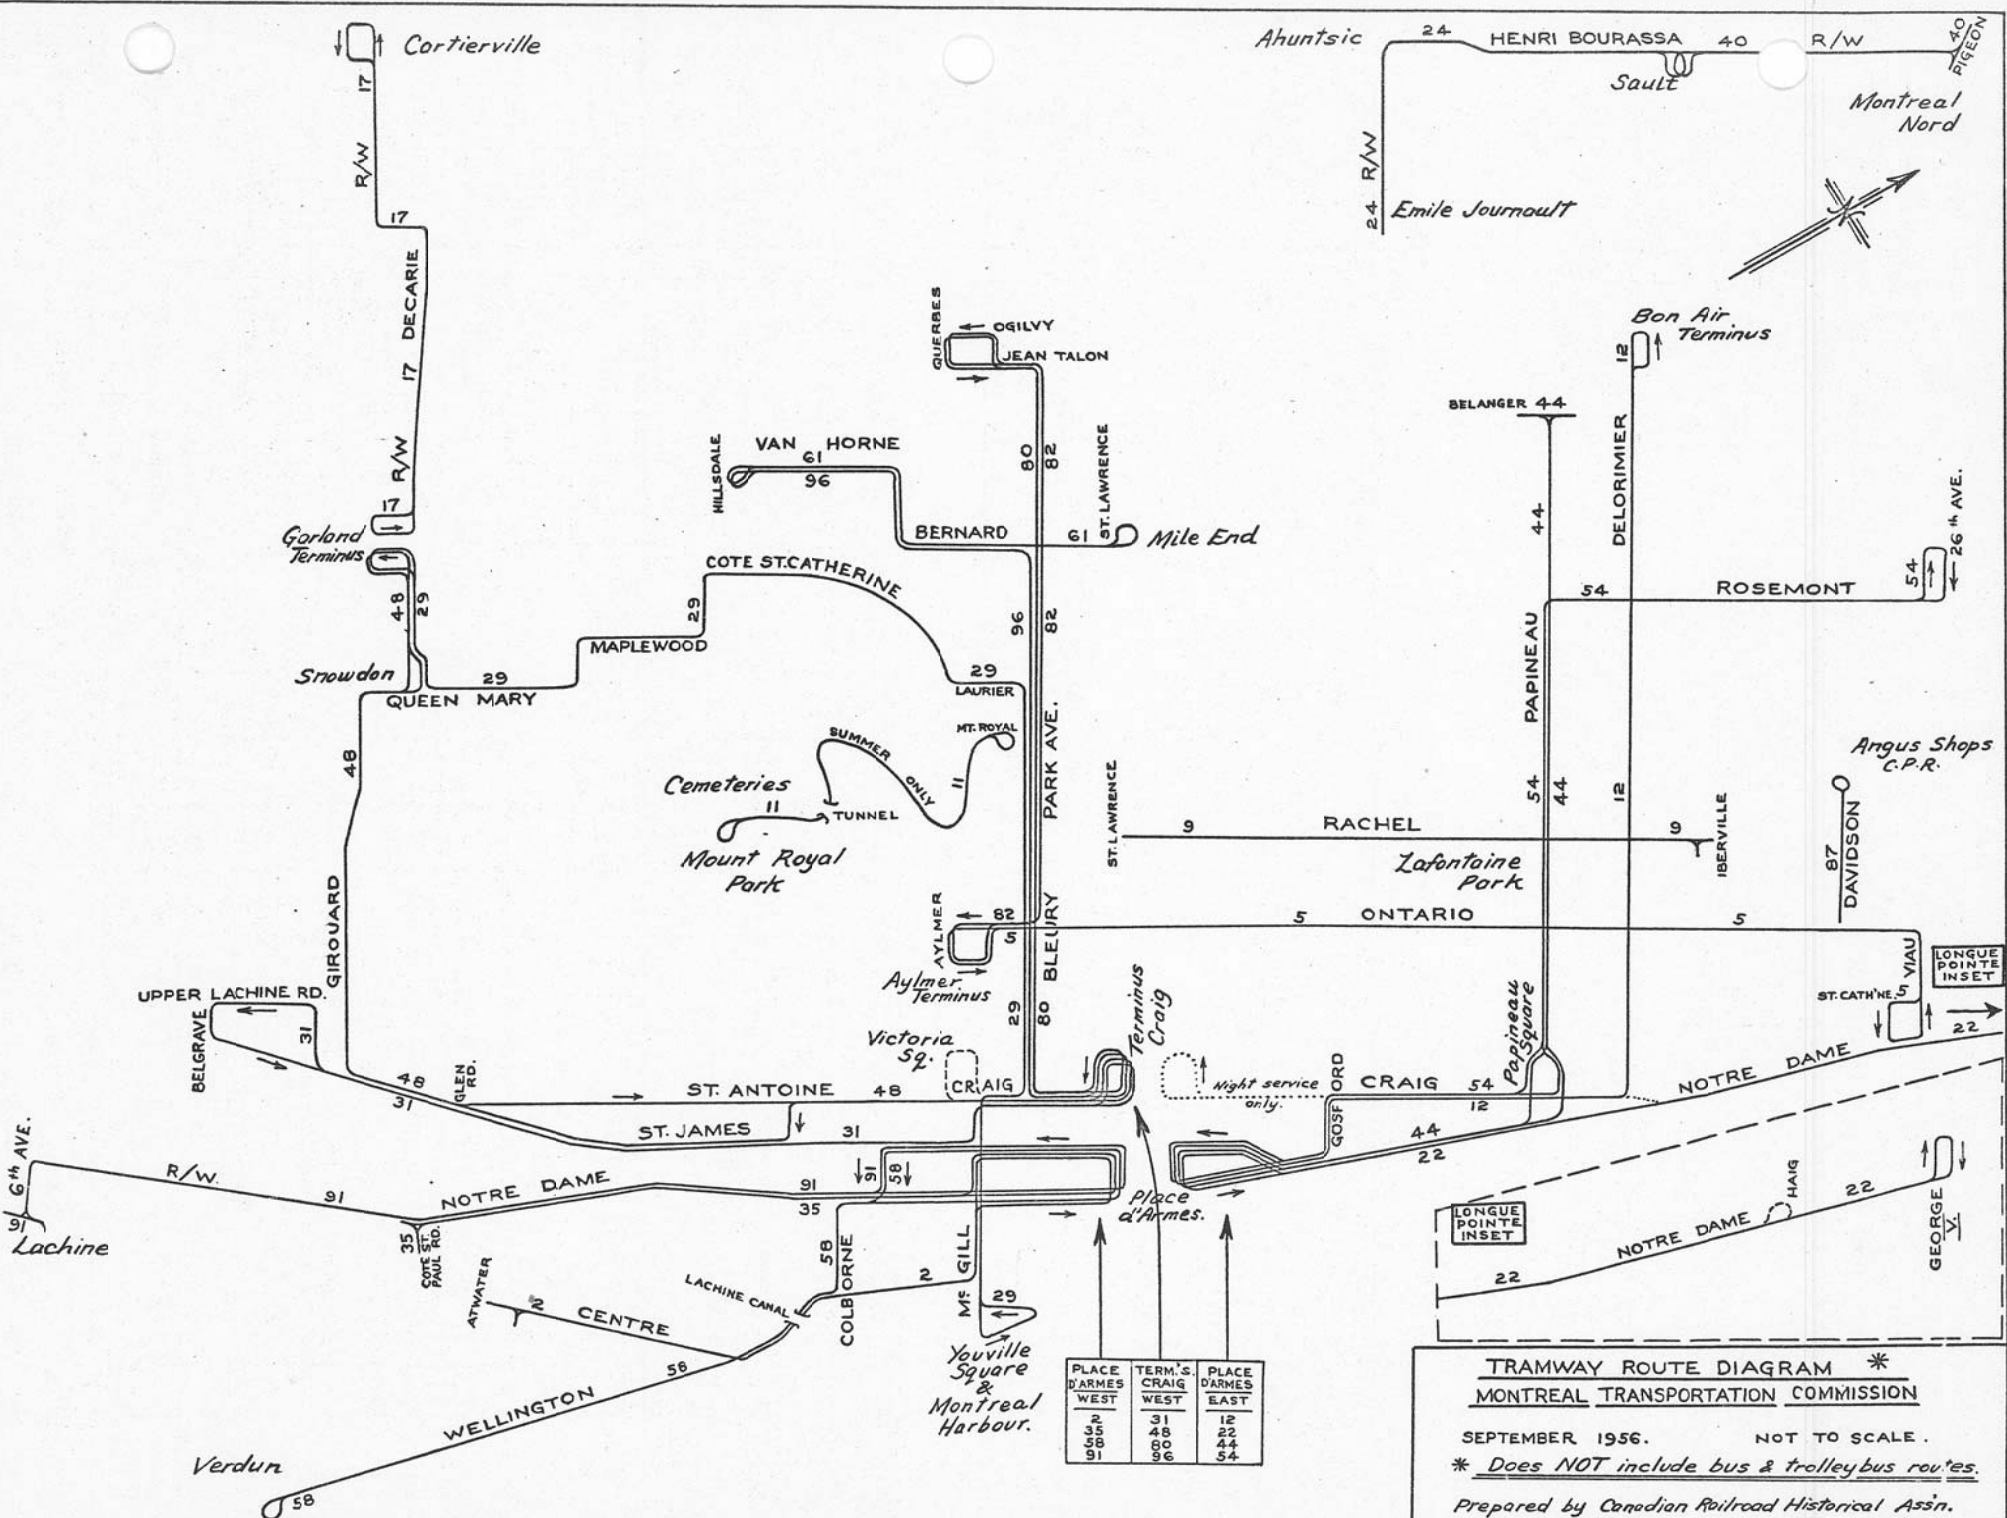 Cartierville
17
R/W
17
17 DECARIE
R/W
17
Garland
Terminus
48
29
Snowdon
29
QUEEN MARY
MAPLEWOOD
29
COTE ST.CATHERINE
29
LAURIER
48
GIROUARD
HILLSDALE
VAN HORNE
61
96
BERNARD
61
ST. LAWRENCE
Mile End
QUERBES
OGILVY
JEAN TALON
80
82
96
82
PARK AVE.
MT. ROYAL
SUMMER ONLY
11
Cemeteries
11
TUNNEL
Mount Royal
Park
Ahuntsic
24
HENRI BOURASSA
40
R/W
40
PIGEON
Sault
Montreal
Nord
24 R/W
Emile Journault
Bon Air
Terminus
12
BELANGER 44
44
DELORIMIER
54
ROSEMONT
54
26th AVE.
PAPINEAU
54
44
12
Angus Shops
C.P.R.
87
DAVIDSON
ST. LAWRENCE
9
RACHEL
9
IBERVILLE
Lafontaine
Park
AYLMER
82
5
BLEURY
5
ONTARIO
5
VIAU
Aylmer
Terminus
29
80
LONGUE
POINTE
INSET
ST. CATH'NE.
5
22
UPPER LACHINE RD.
BELGRAVE
31
48
31
GLEN
RD.
ST. ANTOINE
48
Victoria
Sq.
CRAIG
Terminus
Craig
Night service
only.
GOSFORD
CRAIG
54
12
Papineau
Square
NOTRE DAME
44
22
ST. JAMES
31
91
58
6th AVE.
R/W.
91
91
Lachine
NOTRE DAME
91
35
35
COTE ST.
PAUL RD.
Place
d'Armes.
58
COLBORNE
2
Mc GILL
29
LACHINE CANAL
ATWATER
2
CENTRE
58
WELLINGTON
Verdun
58
Youville
Square
&
Montreal
Harbour.
PLACE
D'ARMES
WEST
2
35
58
91
TERM.'S.
CRAIG
WEST
31
48
80
96
PLACE
D'ARMES
EAST
12
22
44
54
LONGUE
POINTE
INSET
22
NOTRE DAME
HAIG
22
GEORGE
V.
TRAMWAY ROUTE DIAGRAM *
MONTREAL TRANSPORTATION COMMISSION
SEPTEMBER 1956. NOT TO SCALE.
* Does NOT include bus & trolleybus routes.
Prepared by Canadian Railroad Historical Ass'n.